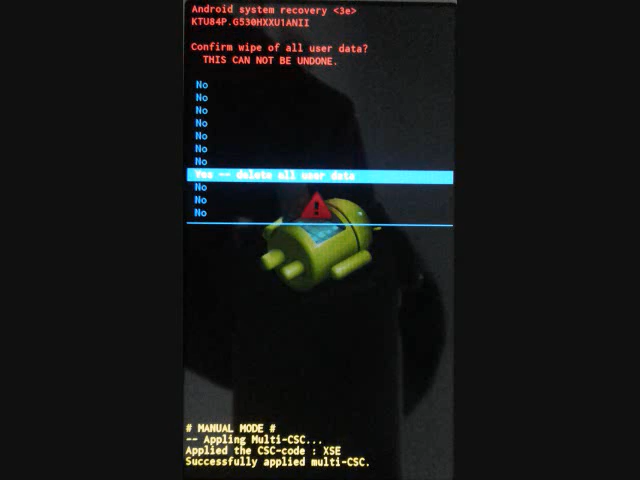 Android system recovery <3e>
KTU84P.G530HXXU1ANII
Confirm wipe of all user data?
THIS CAN NOT BE UNDONE.
No
No
No
No
No
No
No
Yes -- delete all user data
No
No
No
# MANUAL MODE #
-- Appling Multi-CSC...
Applied the CSC-code : XSE
Successfully applied multi-CSC.